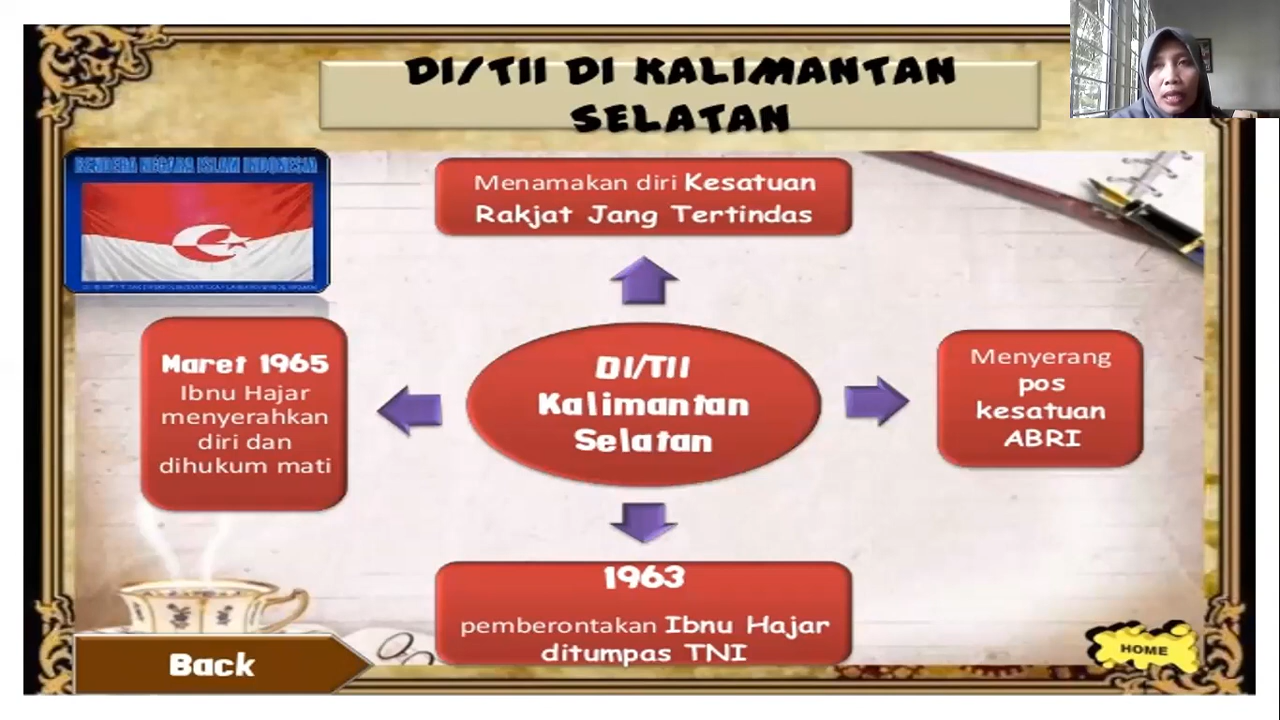 DI/TII DI KALIMANTAN
SELATAN
BENDERA NEGARA ISLAM INDONESIA
Menamakan diri Kesatuan
Rakjat Jang Tertindas
Maret 1965
Ibnu Hajar
menyerahkan
diri dan
dihukum mati
DI/TII
Kalimantan
Selatan
Menyerang
pos
kesatuan
ABRI
1963
pemberontakan Ibnu Hajar
ditumpas TNI
Back
HOME